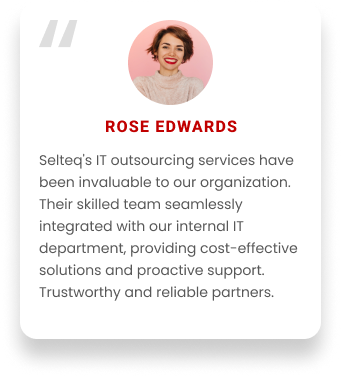 ROSE EDWARDS
Selteq's IT outsourcing services have
been invaluable to our organization.
Their skilled team seamlessly
integrated with our internal IT
department, providing cost-effective
solutions and proactive support.
Trustworthy and reliable partners.